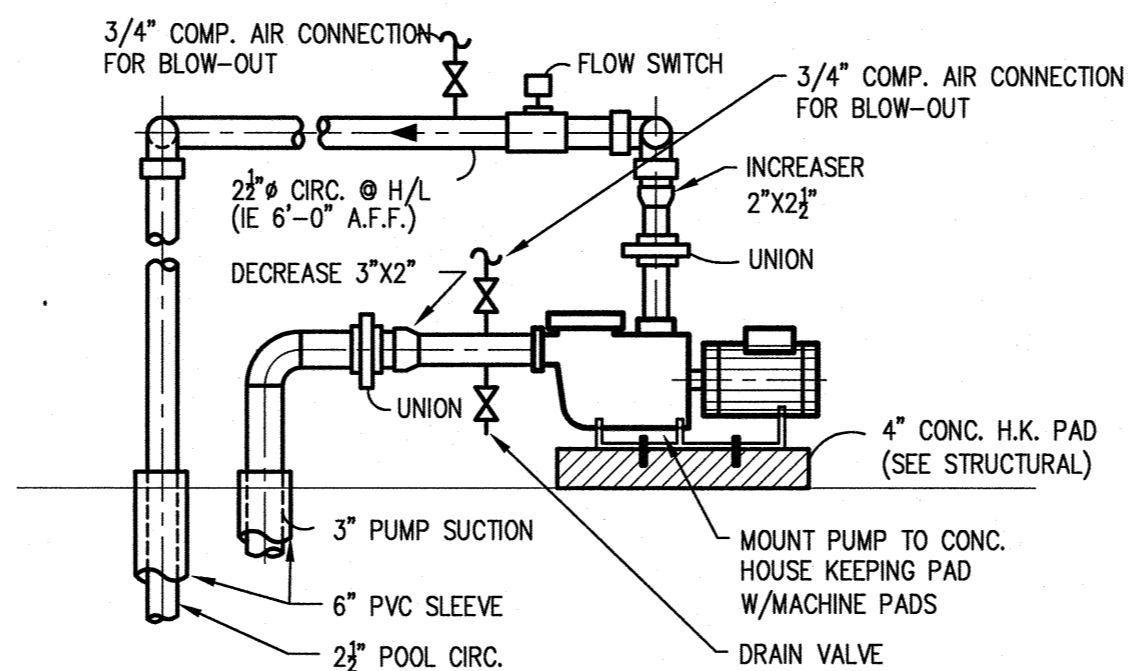 3/4" COMP. AIR CONNECTION
FOR BLOW-OUT
FLOW SWITCH
3/4" COMP. AIR CONNECTION
FOR BLOW-OUT
INCREASER
2"X2½"
2½"ø CIRC. @ H/L
(IE 6'-0" A.F.F.)
UNION
DECREASE 3"X2"
UNION
4" CONC. H.K. PAD
(SEE STRUCTURAL)
3" PUMP SUCTION
MOUNT PUMP TO CONC.
HOUSE KEEPING PAD
W/MACHINE PADS
6" PVC SLEEVE
2½" POOL CIRC.
DRAIN VALVE